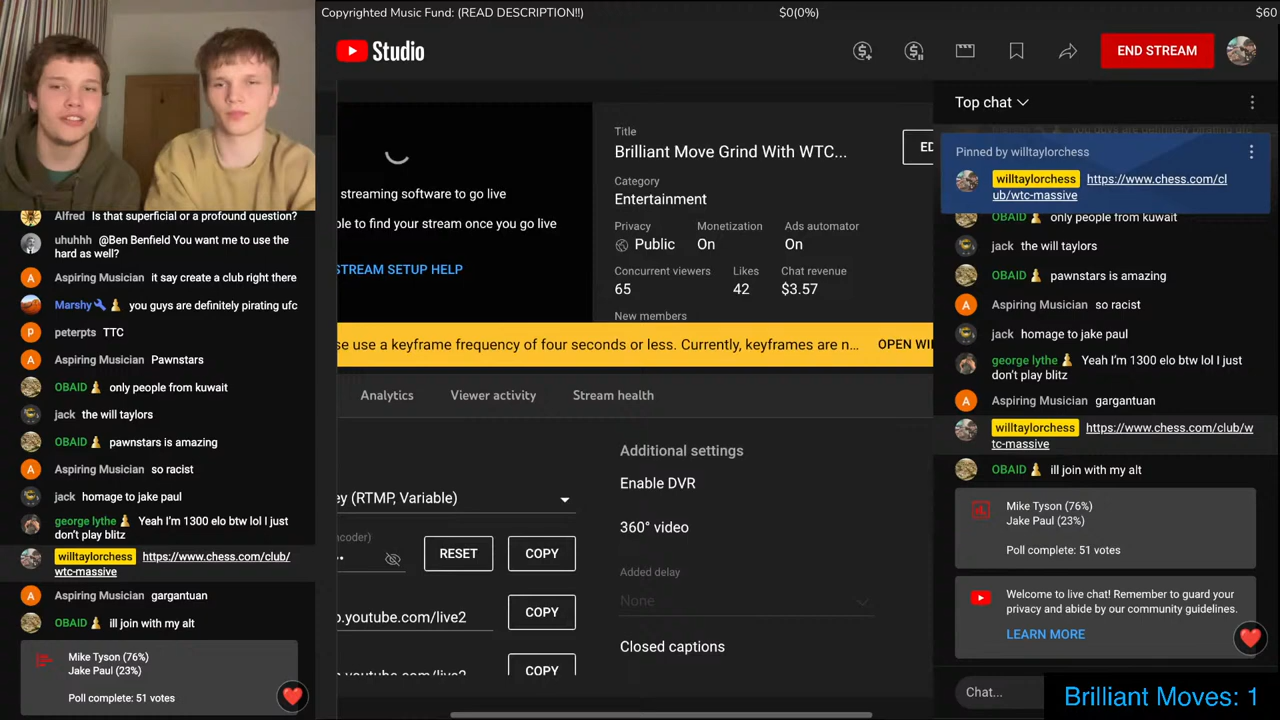 Copyrighted Music Fund: (READ DESCRIPTION!!)
$0(0%)
$60
Studio
END STREAM
Alfred Is that superficial or a profound question?
uhuhhh @Ben Benfield You want me to use the
hard as well?
Aspiring Musician it say create a club right there
Marshy you guys are definitely pirating ufc
peterpts TTC
Aspiring Musician Pawnstars
OBAID only people from kuwait
jack the will taylors
OBAID pawnstars is amazing
Aspiring Musician so racist
jack homage to jake paul
george lythe Yeah I'm 1300 elo btw lol I just
don't play blitz
willtaylorchess https://www.chess.com/club/
wtc-massive
Aspiring Musician gargantuan
OBAID ill join with my alt
Mike Tyson (76%)
Jake Paul (23%)
Poll complete: 51 votes
streaming software to go live
ble to find your stream once you go live
STREAM SETUP HELP
Title
Brilliant Move Grind With WTC...
ED
Category
Entertainment
Privacy
Public
Monetization
On
Ads automator
On
Concurrent viewers
65
Likes
42
Chat revenue
$3.57
New members
se use a keyframe frequency of four seconds or less. Currently, keyframes are n...
OPEN WI
Analytics
Viewer activity
Stream health
ey (RTMP, Variable)
coder)
••
RESET
COPY
o.youtube.com/live2
COPY
COPY
Additional settings
Enable DVR
360° video
Added delay
None
Closed captions
Top chat
Pinned by willtaylorchess
willtaylorchess https://www.chess.com/cl
ub/wtc-massive
OBAID only people from kuwait
jack the will taylors
OBAID pawnstars is amazing
Aspiring Musician so racist
jack homage to jake paul
george lythe Yeah I'm 1300 elo btw lol I just
don't play blitz
Aspiring Musician gargantuan
willtaylorchess https://www.chess.com/club/w
tc-massive
OBAID ill join with my alt
Mike Tyson (76%)
Jake Paul (23%)
Poll complete: 51 votes
Welcome to live chat! Remember to guard your
privacy and abide by our community guidelines.
LEARN MORE
Chat...
Brilliant Moves: 1